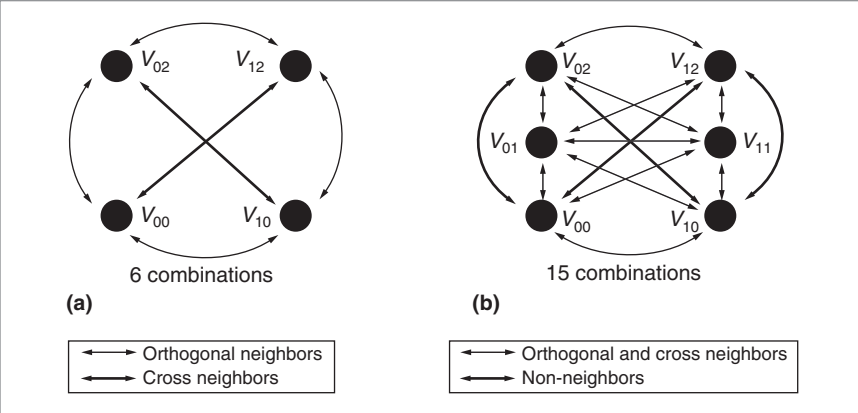 V02 V12
V00 V10
6 combinations
(a)
Orthogonal neighbors
Cross neighbors
V02 V12
V01 V11
V00 V10
15 combinations
(b)
Orthogonal and cross neighbors
Non-neighbors